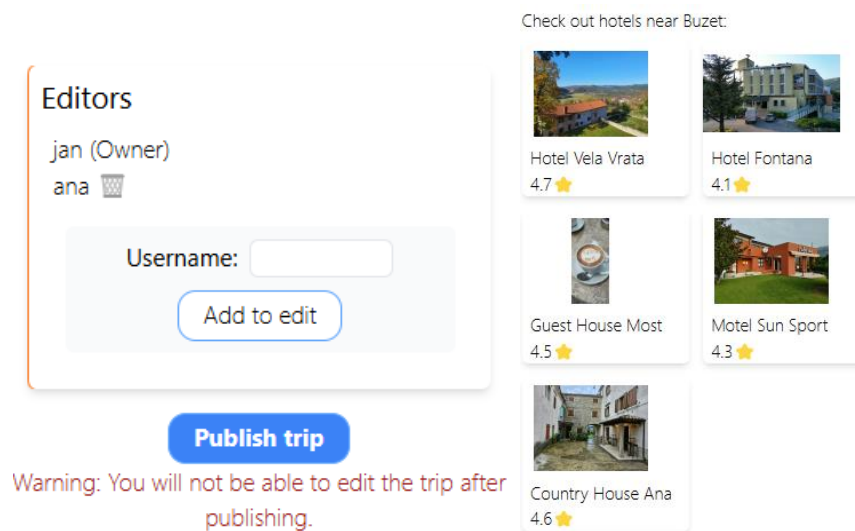 Editors
jan (Owner)
ana
Username:
Add to edit
Publish trip
Warning: You will not be able to edit the trip after
publishing.
Check out hotels near Buzet:
Hotel Vela Vrata
4.7
Hotel Fontana
4.1
Guest House Most
4.5
Motel Sun Sport
4.3
Country House Ana
4.6